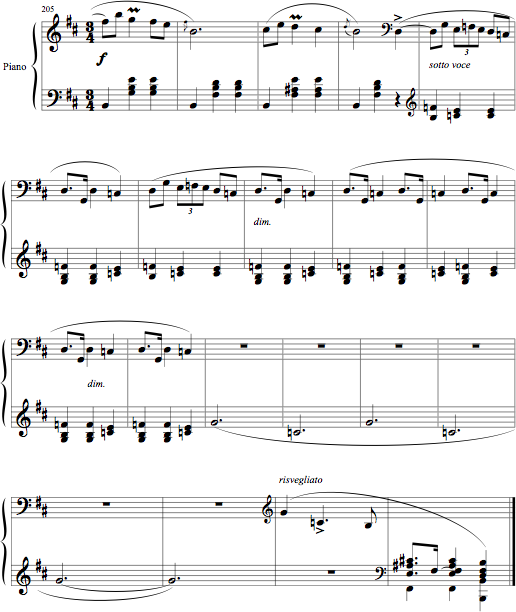 205
Piano
f
sotto voce
3
3
dim.
dim.
risvegliato